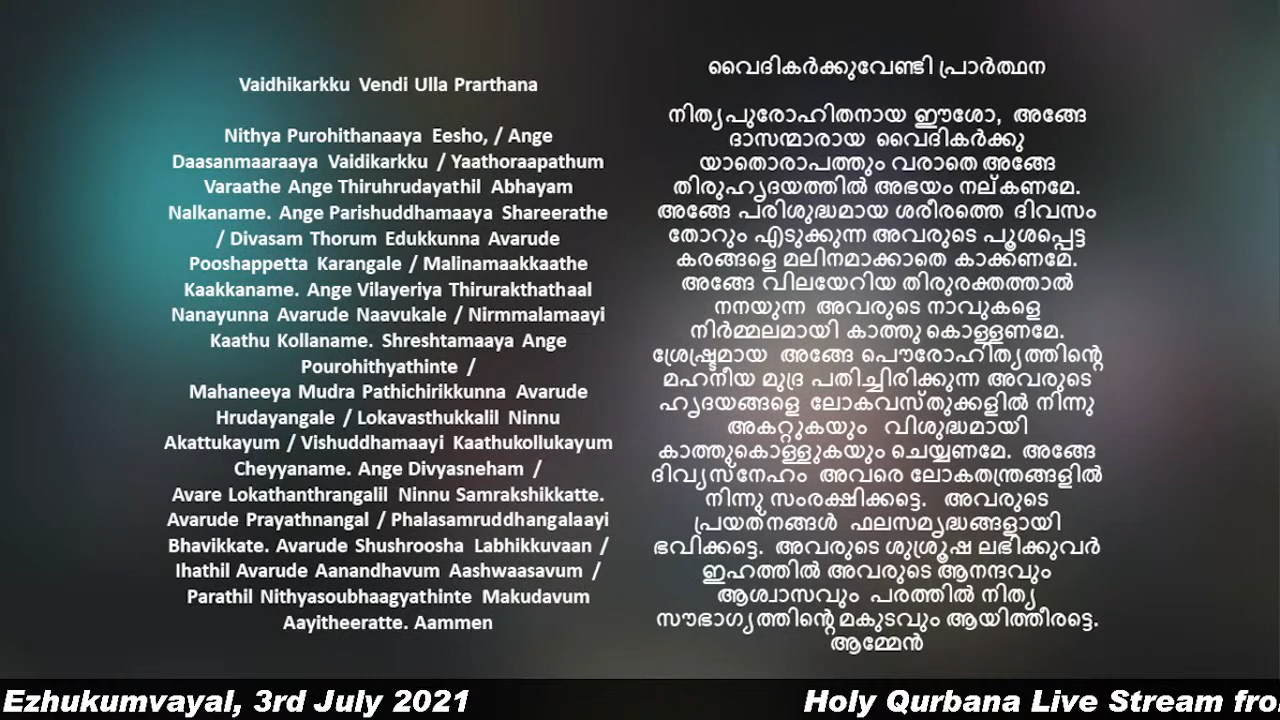 Vaidhikarkku Vendi Ulla Prarthana
Nithya Purohithanaaya Eesho, / Ange
Daasanmaaraaya Vaidikarkku / Yaathoraapathum
Varaathe Ange Thiruhrudayathil Abhayam
Nalkaname. Ange Parishuddhamaaya Shareerathe
/ Divasam Thorum Edukkunna Avarude
Pooshappetta Karangale / Malinamaakkaathe
Kaakkaname. Ange Vilayeriya Thirurakthathaal
Nanayunna Avarude Naavukale / Nirmmalamaayi
Kaathu Kollaname. Shreshtamaaya Ange
Pourohithyathinte /
Mahaneeya Mudra Pathichirikkunna Avarude
Hrudayangale / Lokavasthukkalil Ninnu
Akattukayum / Vishuddhamaayi Kaathukollukayum
Cheyyaname. Ange Divyasneham /
Avare Lokathanthrangalil Ninnu Samrakshikkatte.
Avarude Prayathnangal / Phalasamruddhangalaayi
Bhavikkate. Avarude Shushroosha Labhikkuvaan /
Ihathil Avarude Aanandhavum Aashwaasavum /
Parathil Nithyasoubhaagyathinte Makudavum
Aayitheeratte. Aammen
വൈദികർക്കുവേണ്ടി പ്രാർത്ഥന
നിത്യപുരോഹിതനായ ഈശോ, അങ്ങേ
ദാസന്മാരായ വൈദികർക്കു
യാതൊരാപത്തും വരാതെ അങ്ങേ
തിരുഹൃദയത്തിൽ അഭയം നല്കണമേ.
അങ്ങേ പരിശുദ്ധമായ ശരീരത്തെ ദിവസം
തോറും എടുക്കുന്ന അവരുടെ പൂശപ്പെട്ട
കരങ്ങളെ മലിനമാക്കാതെ കാക്കണമേ.
അങ്ങേ വിലയേറിയ തിരുരക്തത്താൽ
നനയുന്ന അവരുടെ നാവുകളെ
നിർമ്മലമായി കാത്തു കൊള്ളണമേ.
ശ്രേഷ്ഠമായ അങ്ങേ പൌരോഹിത്യത്തിന്റെ
മഹനീയ മുദ്ര പതിച്ചിരിക്കുന്ന അവരുടെ
ഹൃദയങ്ങളെ ലോകവസ്തുക്കളിൽ നിന്നു
അകറ്റുകയും വിശുദ്ധമായി
കാത്തുകൊള്ളുകയും ചെയ്യണമേ. അങ്ങേ
ദിവ്യസ്നേഹം അവരെ ലോകതന്ത്രങ്ങളിൽ
നിന്നു സംരക്ഷിക്കട്ടെ. അവരുടെ
പ്രയത്നങ്ങൾ ഫലസമൃദ്ധങ്ങളായി
ഭവിക്കട്ടെ. അവരുടെ ശുശ്രൂഷ ലഭിക്കുവർ
ഇഹത്തിൽ അവരുടെ ആനന്ദവും
ആശ്വാസവും പരത്തിൽ നിത്യ
സൗഭാഗ്യത്തിന്റെ മകുടവും ആയിത്തീരട്ടെ.
ആമ്മേൻ
Ezhukumvayal, 3rd July 2021 Holy Qurbana Live Stream fro